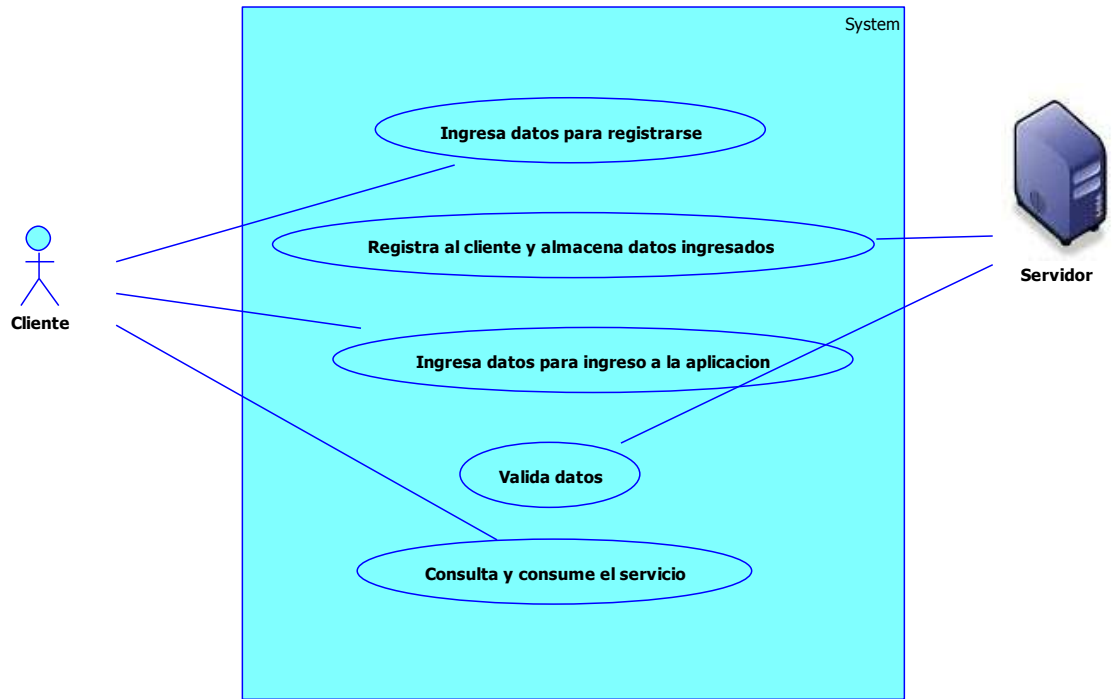 System
Ingresa datos para registrarse
Registra al cliente y almacena datos ingresados
Servidor
Cliente
Ingresa datos para ingreso a la aplicacion
Valida datos
Consulta y consume el servicio